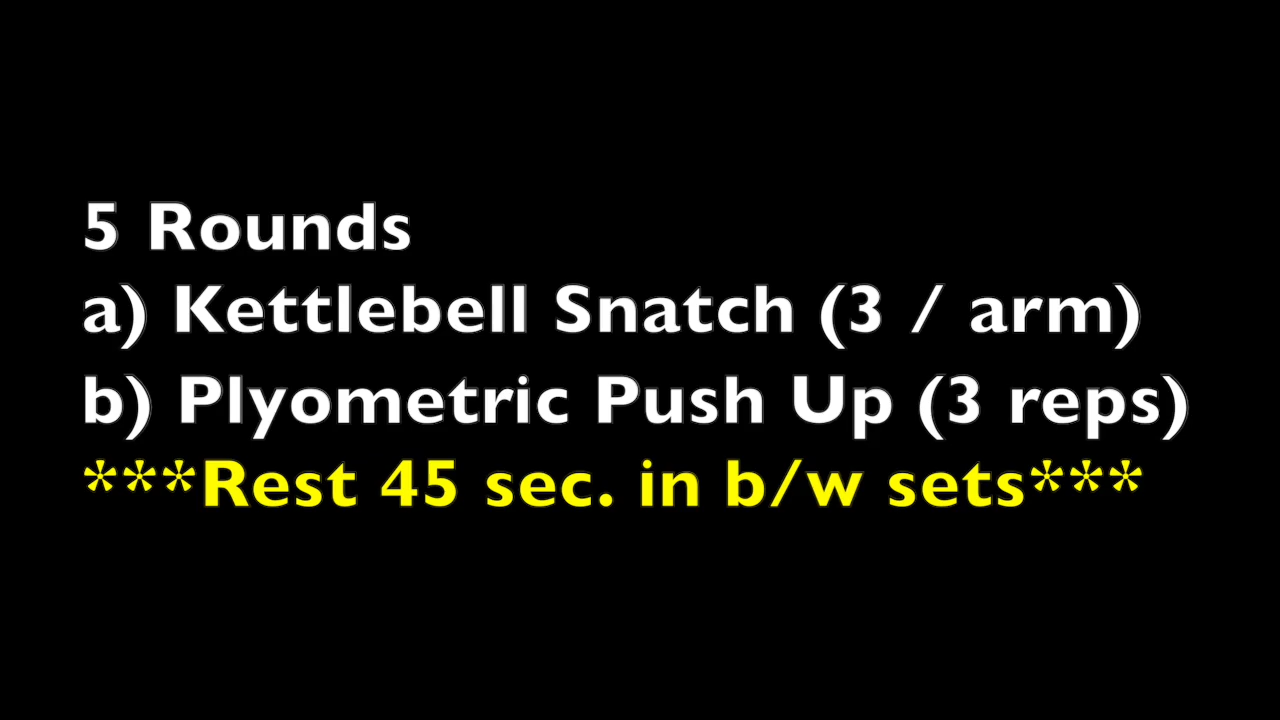 5 Rounds
a) Kettlebell Snatch (3 / arm)
b) Plyometric Push Up (3 reps)
***Rest 45 sec. in b/w sets***